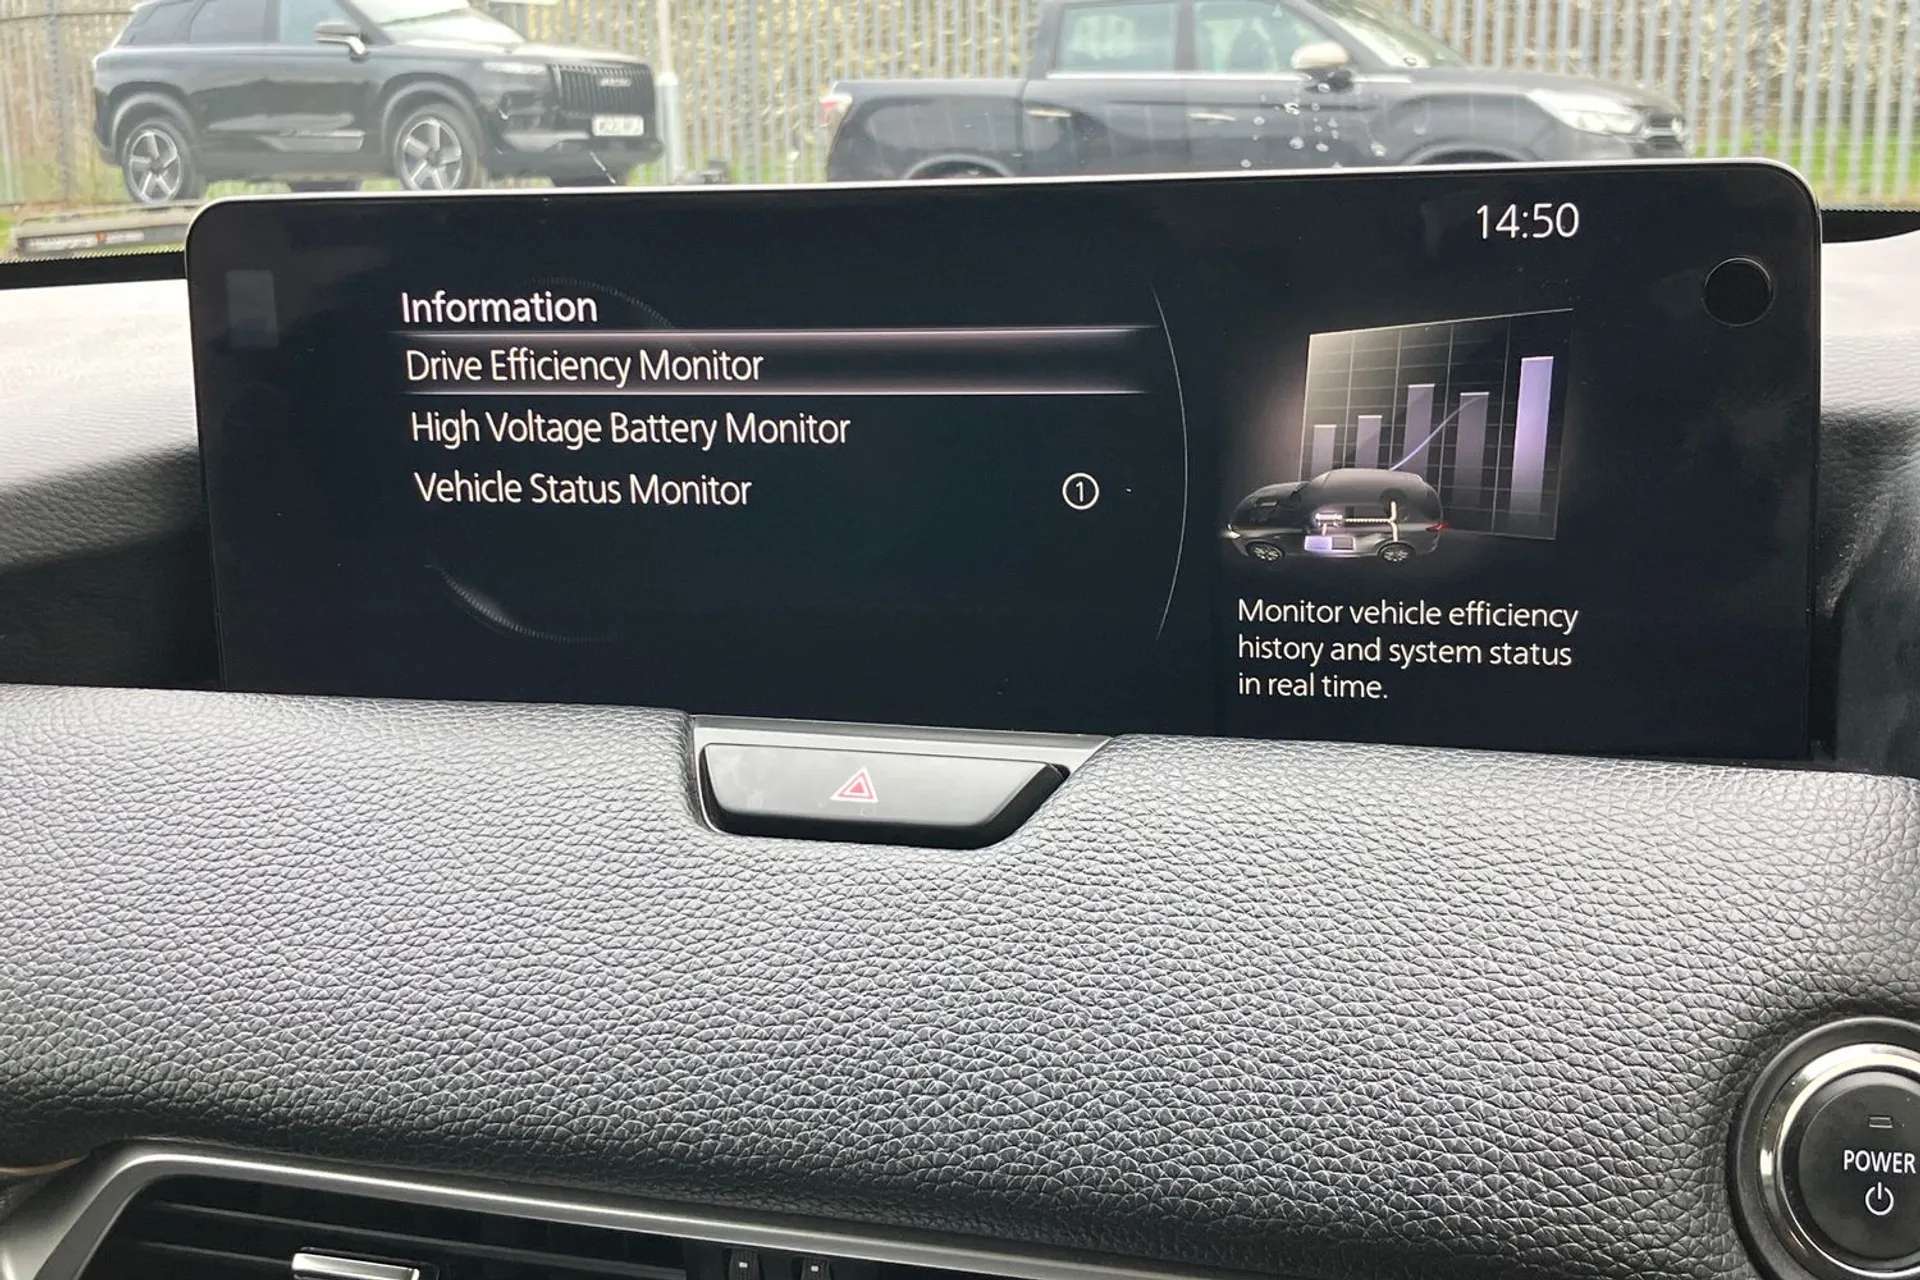 14:50
Information
Drive Efficiency Monitor
High Voltage Battery Monitor
Vehicle Status Monitor 1
Monitor vehicle efficiency
history and system status
in real time.
POWER